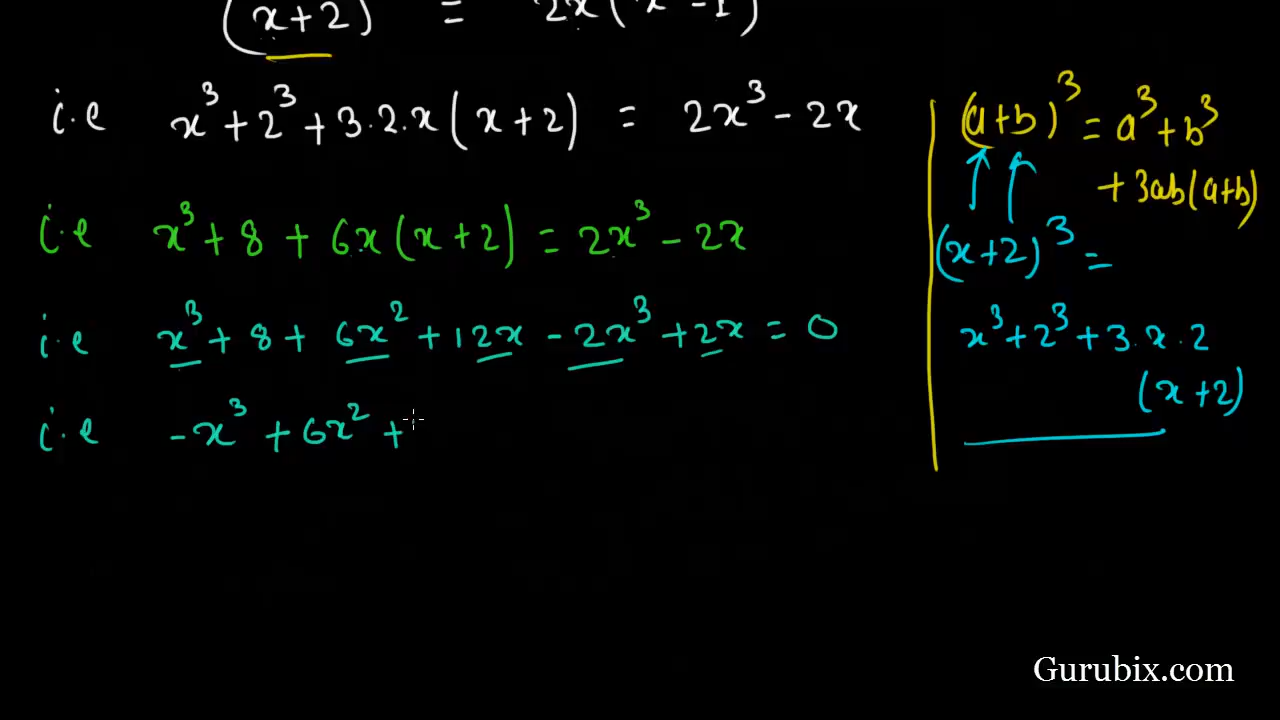 (x+2) = 2x(x²-1)
i.e x³+2³+3.2.x(x+2) = 2x³-2x
i.e x³+8+6x(x+2)=2x³-2x
i.e x³+8+6x²+12x-2x³+2x=0
i.e -x³+6x²+
(a+b)³=a³+b³
+3ab(a+b)
(x+2)³=
x³+2³+3.x.2
(x+2)
Gurubix.com